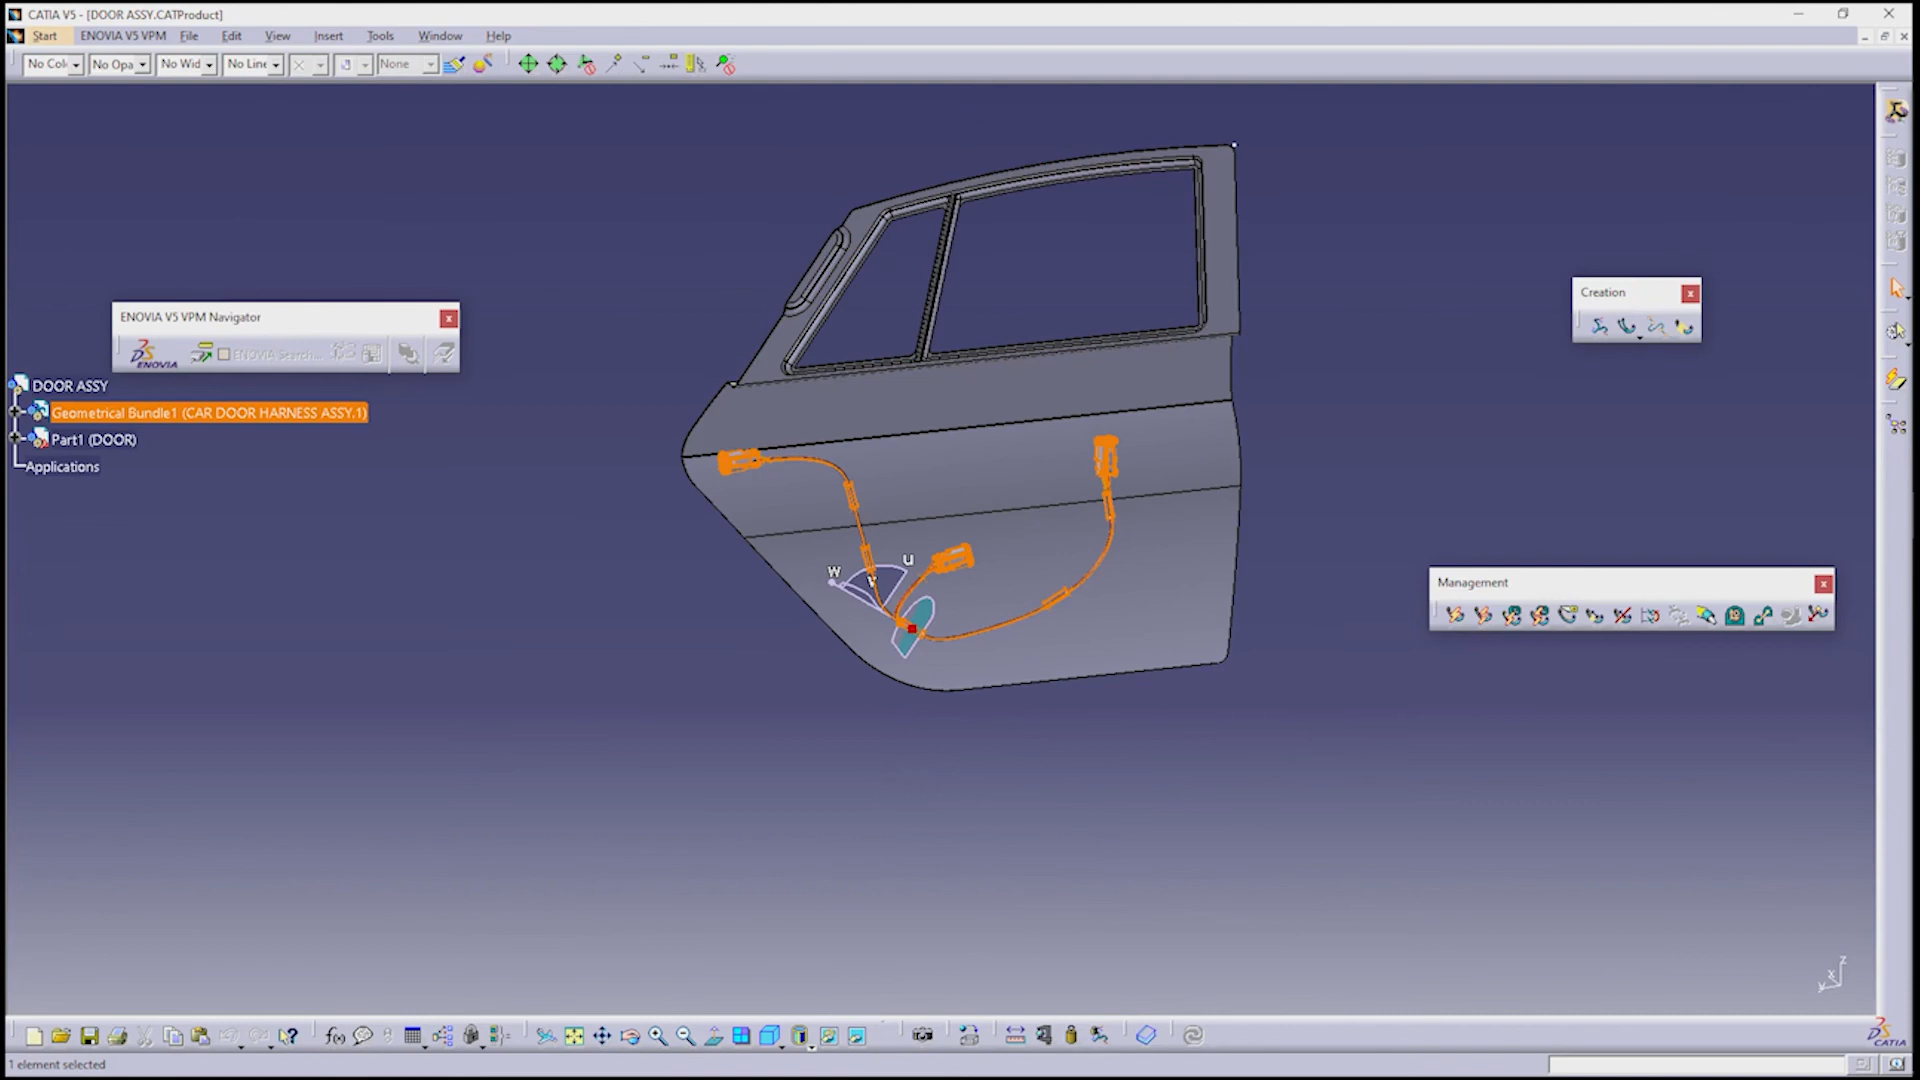 CATIA V5 - [DOOR ASSY.CATProduct]
Start ENOVIA V5 VPM File Edit View Insert Tools Window Help
No Col No Opa No Wid No Line None
Creation
ENOVIA V5 VPM Navigator
ENOVIA ENOVIA Search...
DOOR ASSY
Geometrical Bundle1 (CAR DOOR HARNESS ASSY.1)
Part1 (DOOR)
Applications
u
w
v
Management
z
x
y
f(x)
CATIA
1 element selected